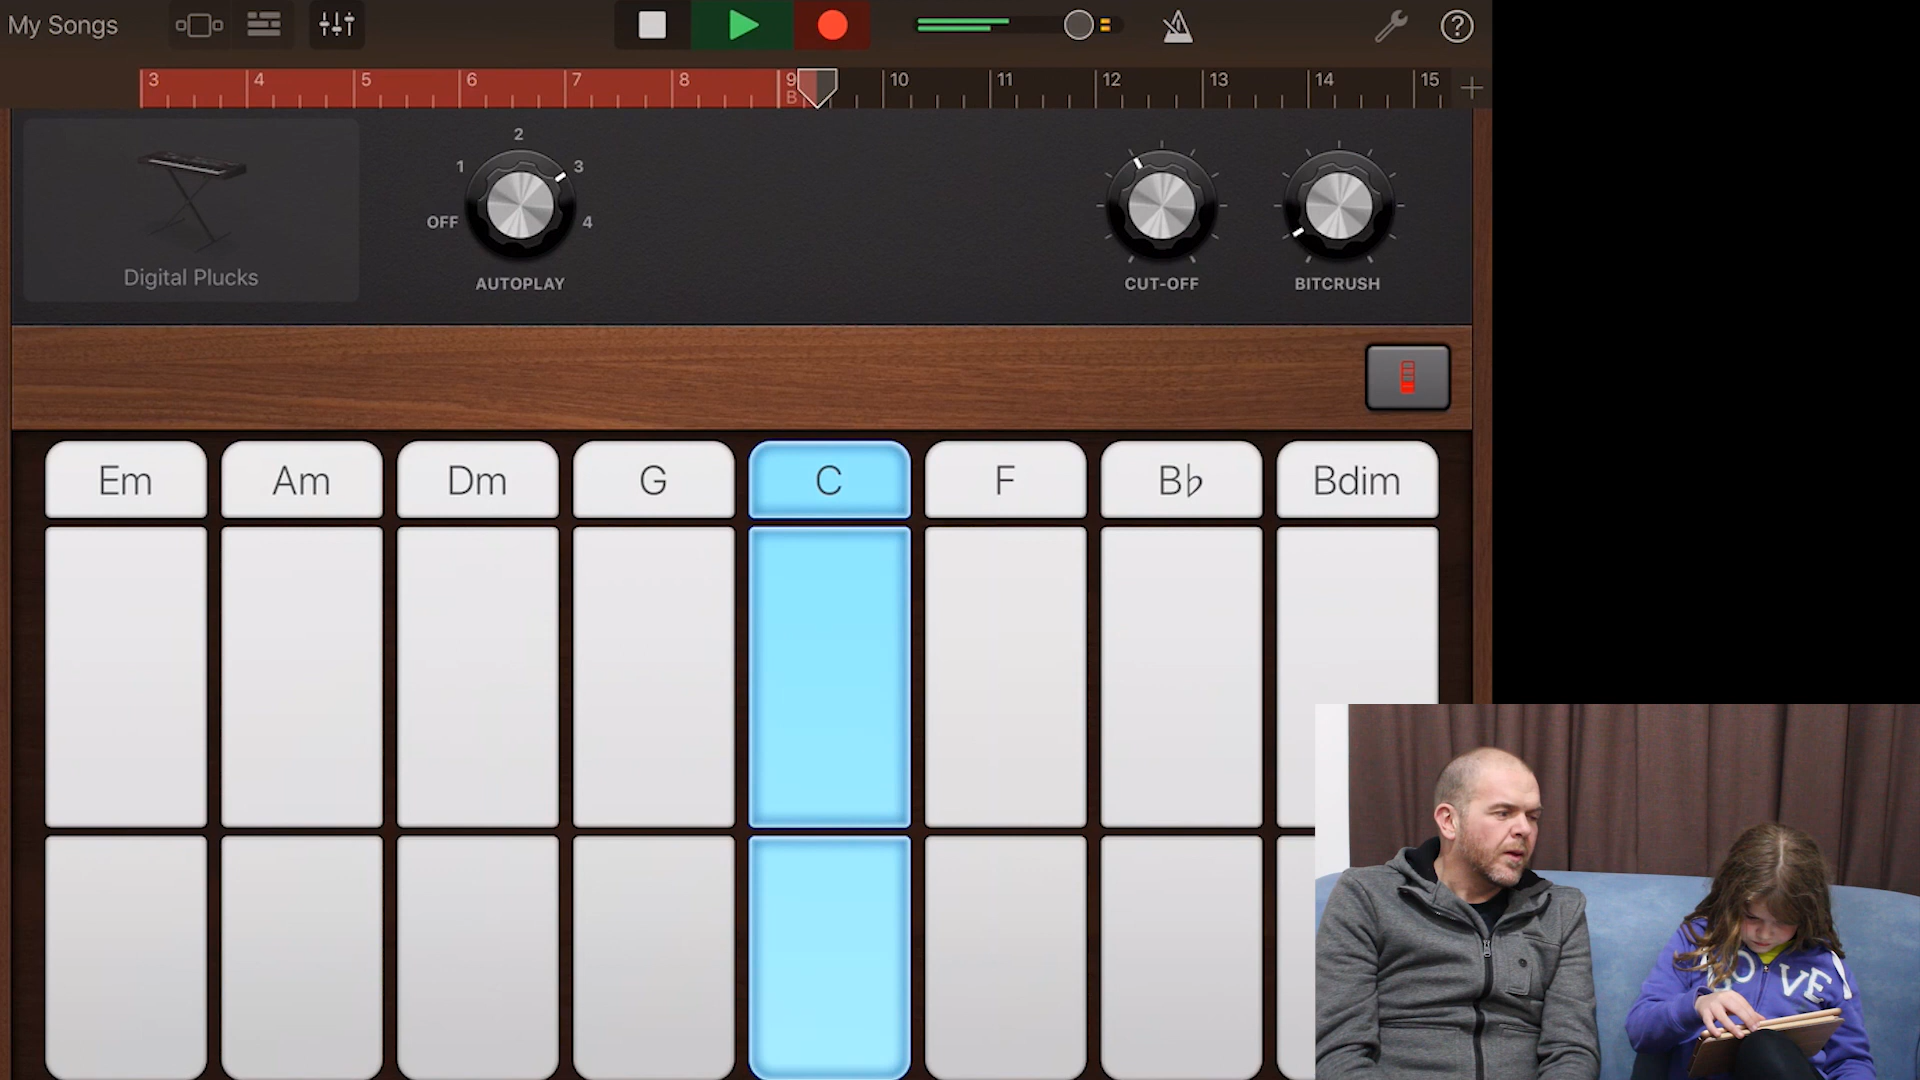 My Songs
?
3 4 5 6 7 8 9 10 11 12 13 14 15 +
B
Digital Plucks
OFF 1 2 3 4
AUTOPLAY
CUT-OFF
BITCRUSH
Em Am Dm G C F B♭ Bdim
LOVE